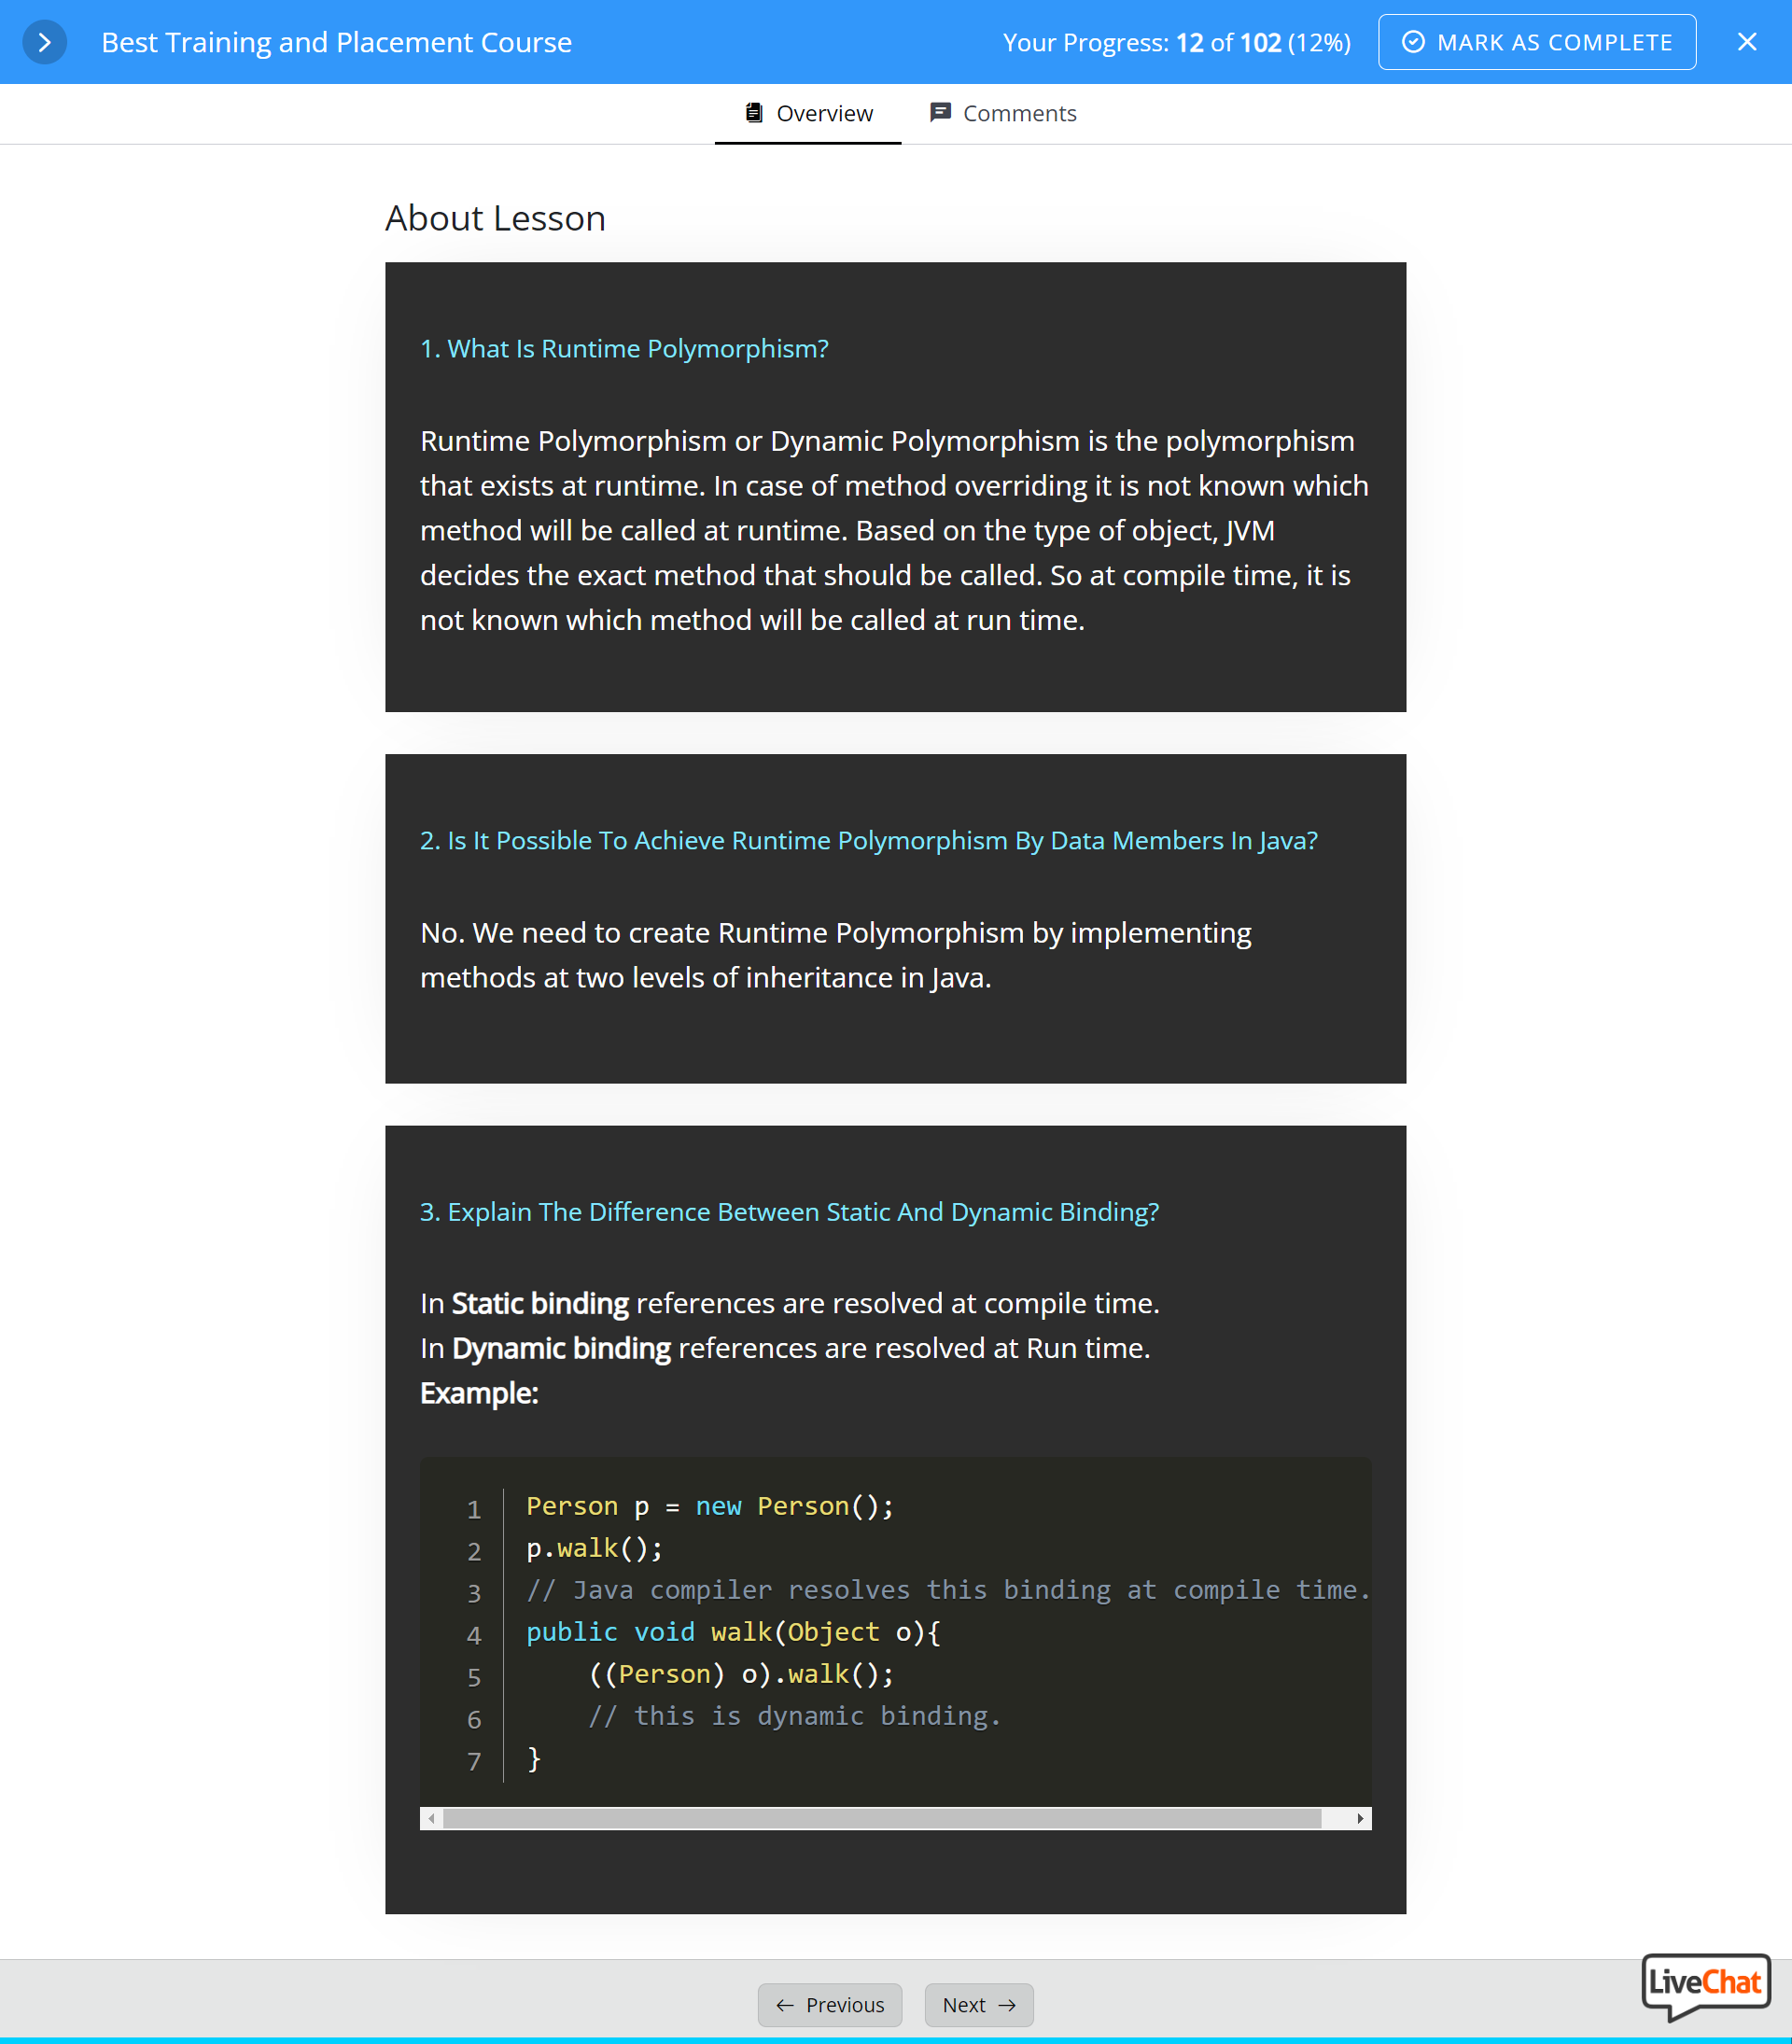 Best Training and Placement Course
Your Progress: 12 of 102 (12%)
MARK AS COMPLETE
Overview
Comments
About Lesson
1. What Is Runtime Polymorphism?
Runtime Polymorphism or Dynamic Polymorphism is the polymorphism
that exists at runtime. In case of method overriding it is not known which
method will be called at runtime. Based on the type of object, JVM
decides the exact method that should be called. So at compile time, it is
not known which method will be called at run time.
2. Is It Possible To Achieve Runtime Polymorphism By Data Members In Java?
No. We need to create Runtime Polymorphism by implementing
methods at two levels of inheritance in Java.
3. Explain The Difference Between Static And Dynamic Binding?
In Static binding references are resolved at compile time.
In Dynamic binding references are resolved at Run time.
Example:
1 Person p = new Person();
2 p.walk();
3 // Java compiler resolves this binding at compile time.
4 public void walk(Object o){
5     ((Person) o).walk();
6     // this is dynamic binding.
7 }
Previous
Next
LiveChat